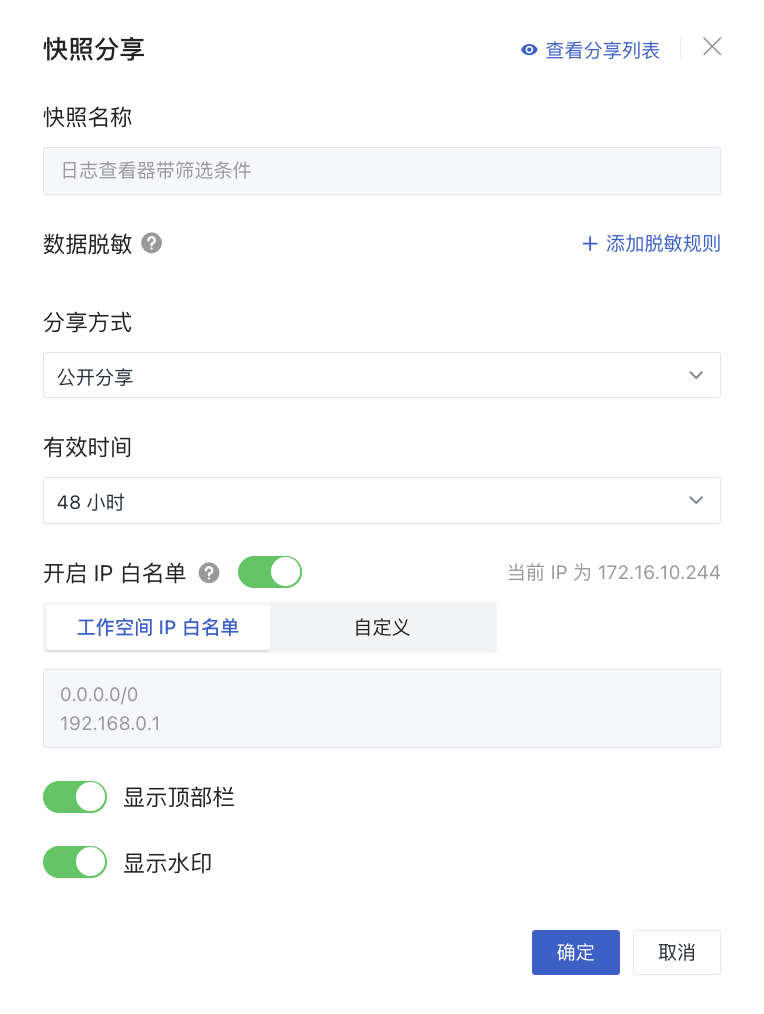 快照分享
查看分享列表
快照名称
日志查看器带筛选条件
数据脱敏 ?
+ 添加脱敏规则
分享方式
公开分享
有效时间
48 小时
开启 IP 白名单 ?
当前 IP 为 172.16.10.244
工作空间 IP 白名单
自定义
0.0.0.0/0
192.168.0.1
显示顶部栏
显示水印
确定
取消